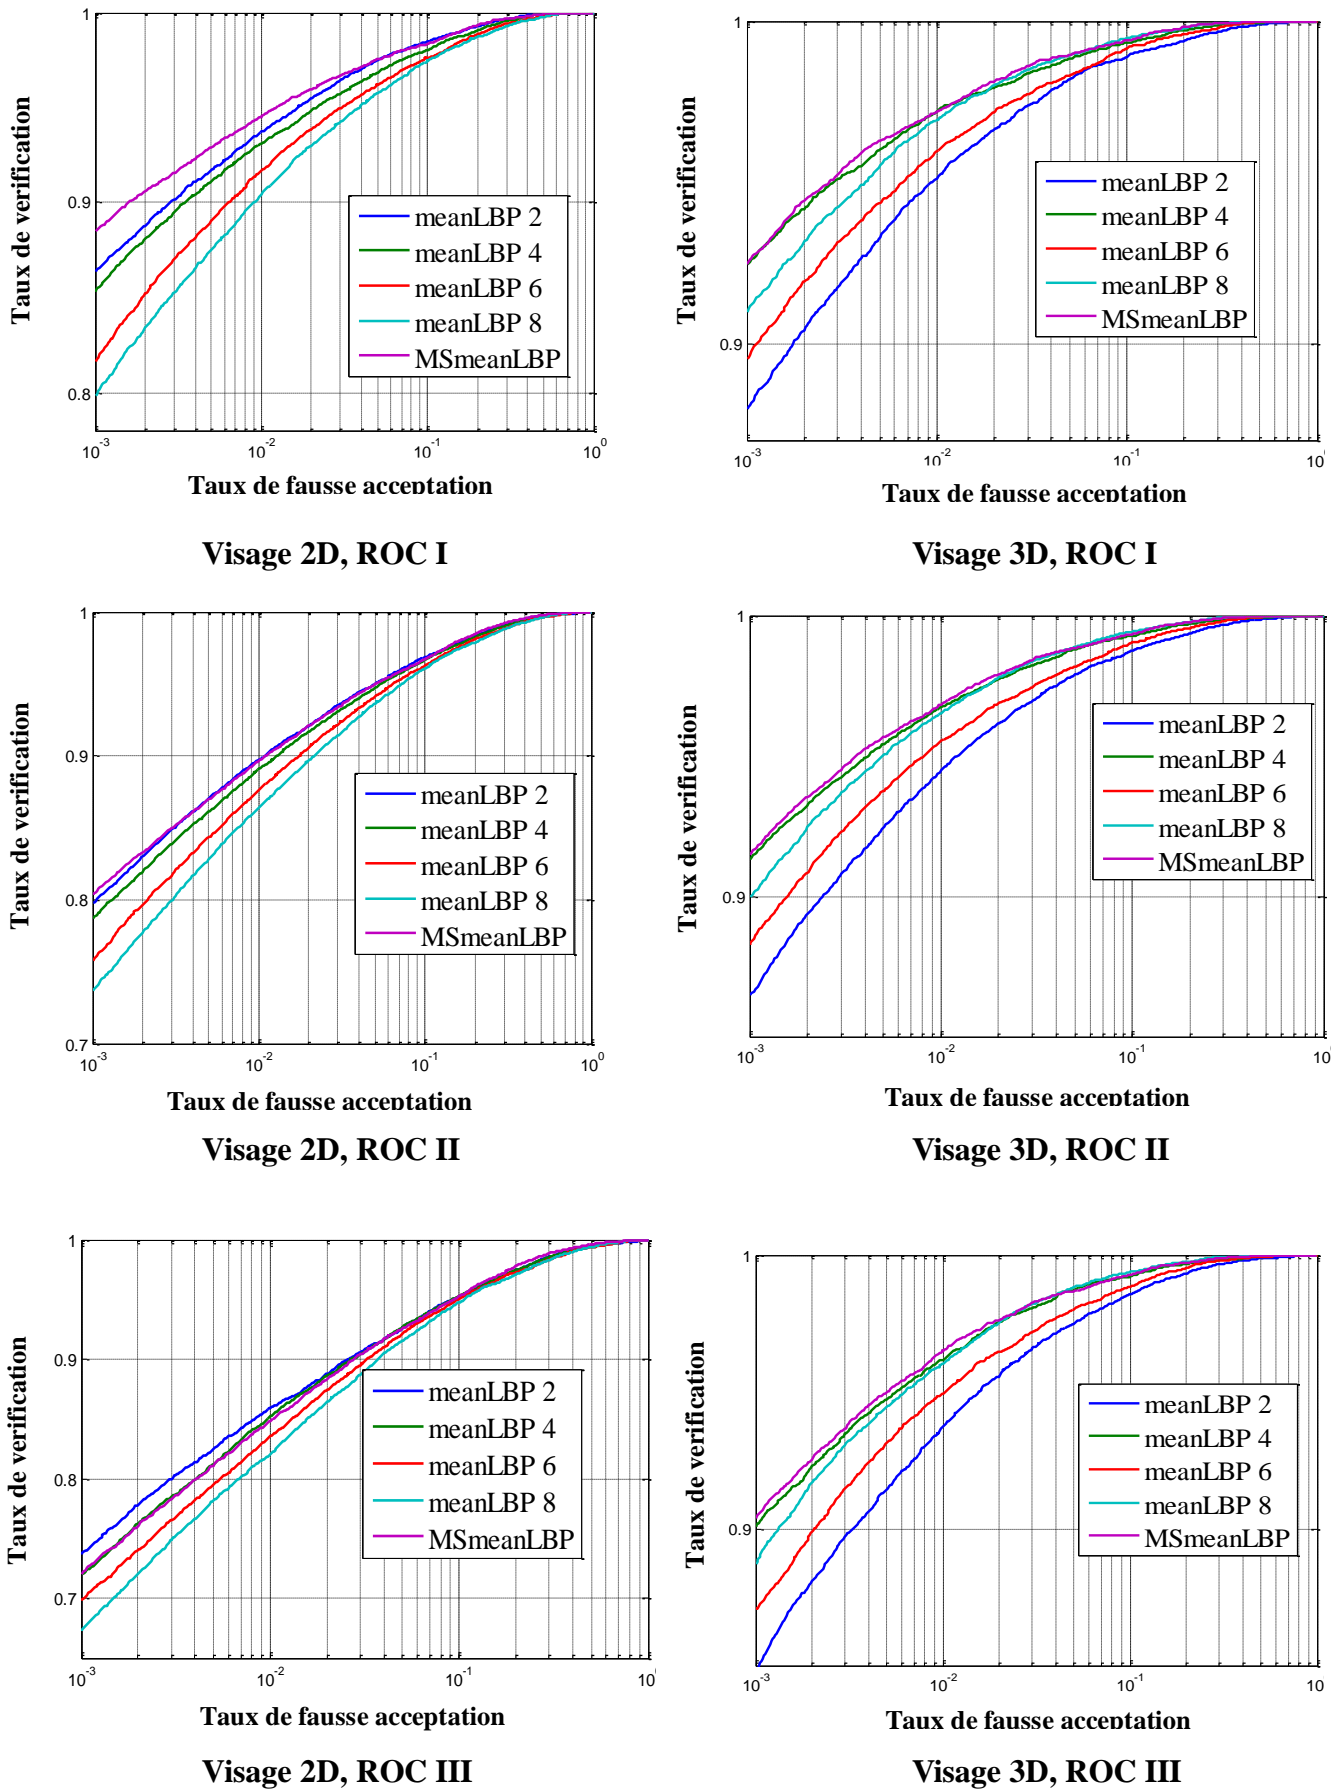 Taux de verification
1
0.9
0.8
10^-3
10^-2
10^-1
10^0
meanLBP 2
meanLBP 4
meanLBP 6
meanLBP 8
MSmeanLBP
Taux de fausse acceptation
Visage 2D, ROC I
Taux de verification
1
0.9
10^-3
10^-2
10^-1
10
meanLBP 2
meanLBP 4
meanLBP 6
meanLBP 8
MSmeanLBP
Taux de fausse acceptation
Visage 3D, ROC I
Taux de verification
1
0.9
0.8
0.7
10^-3
10^-2
10^-1
10^0
meanLBP 2
meanLBP 4
meanLBP 6
meanLBP 8
MSmeanLBP
Taux de fausse acceptation
Visage 2D, ROC II
Taux de verification
1
0.9
10^-3
10^-2
10^-1
10
meanLBP 2
meanLBP 4
meanLBP 6
meanLBP 8
MSmeanLBP
Taux de fausse acceptation
Visage 3D, ROC II
Taux de verification
1
0.9
0.8
0.7
10^-3
10^-2
10^-1
10
meanLBP 2
meanLBP 4
meanLBP 6
meanLBP 8
MSmeanLBP
Taux de fausse acceptation
Visage 2D, ROC III
Taux de verification
1
0.9
10^-3
10^-2
10^-1
10
meanLBP 2
meanLBP 4
meanLBP 6
meanLBP 8
MSmeanLBP
Taux de fausse acceptation
Visage 3D, ROC III